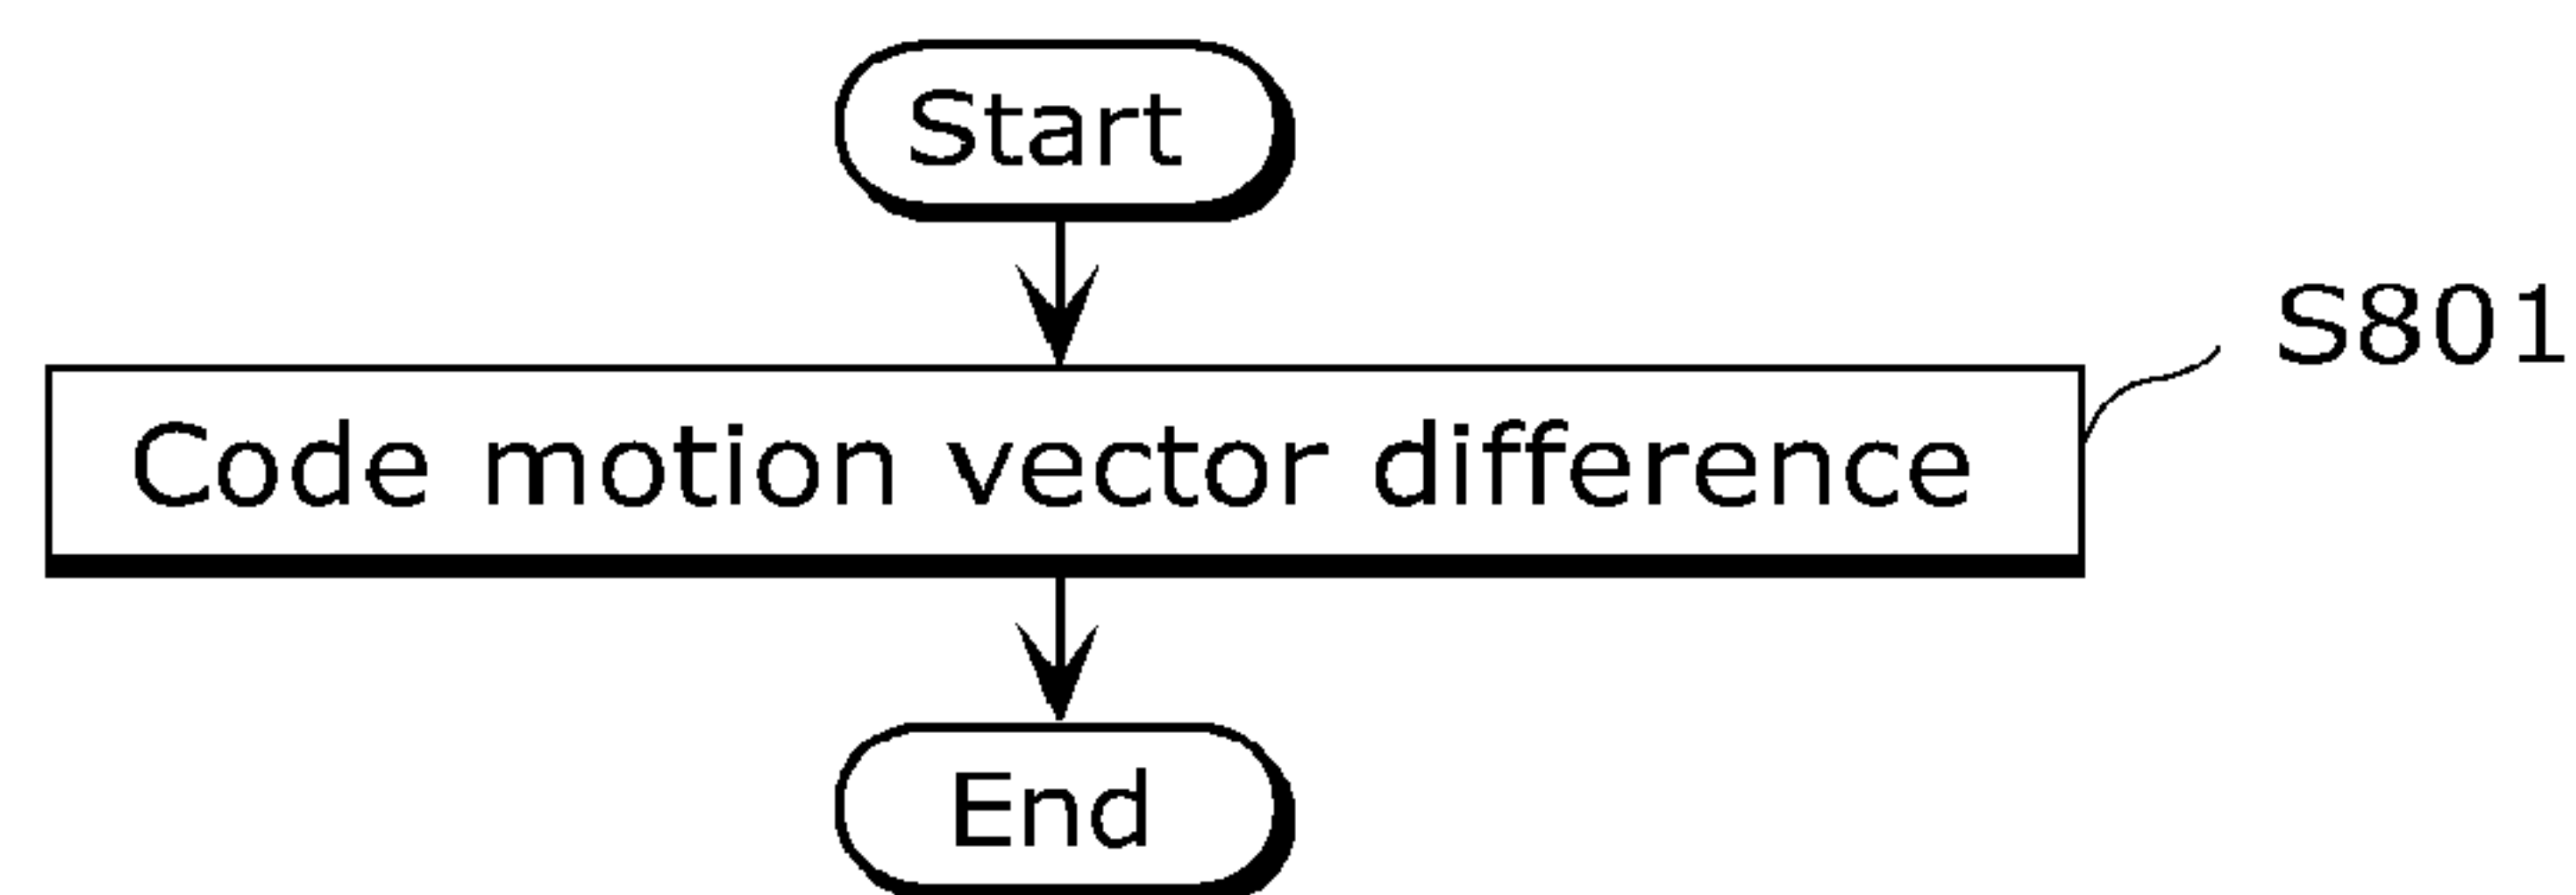 Start
S801
Code motion vector difference
End